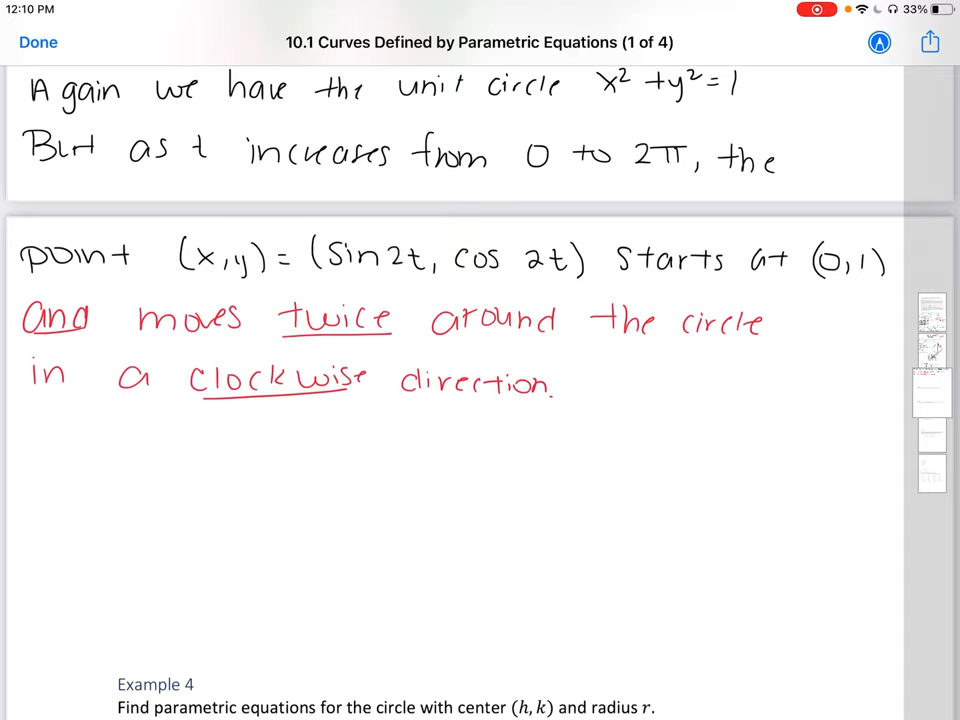 12:10 PM
33%
Done
10.1 Curves Defined by Parametric Equations (1 of 4)
Again we have the unit circle x² + y² = 1
But as t increases from 0 to 2π, the
point (x,y) = (sin 2t, cos 2t) starts at (0,1)
and moves twice around the circle
in a clockwise direction.
Example 4
Find parametric equations for the circle with center (h, k) and radius r.